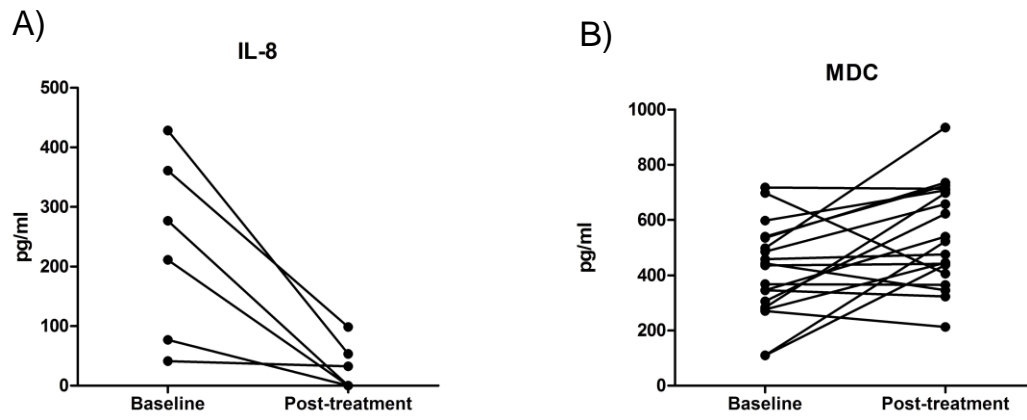 A)
IL-8
500
400
300
200
100
0
pg/ml
Baseline Post-treatment
B)
MDC
1000
800
600
400
200
0
pg/ml
Baseline Post-treatment